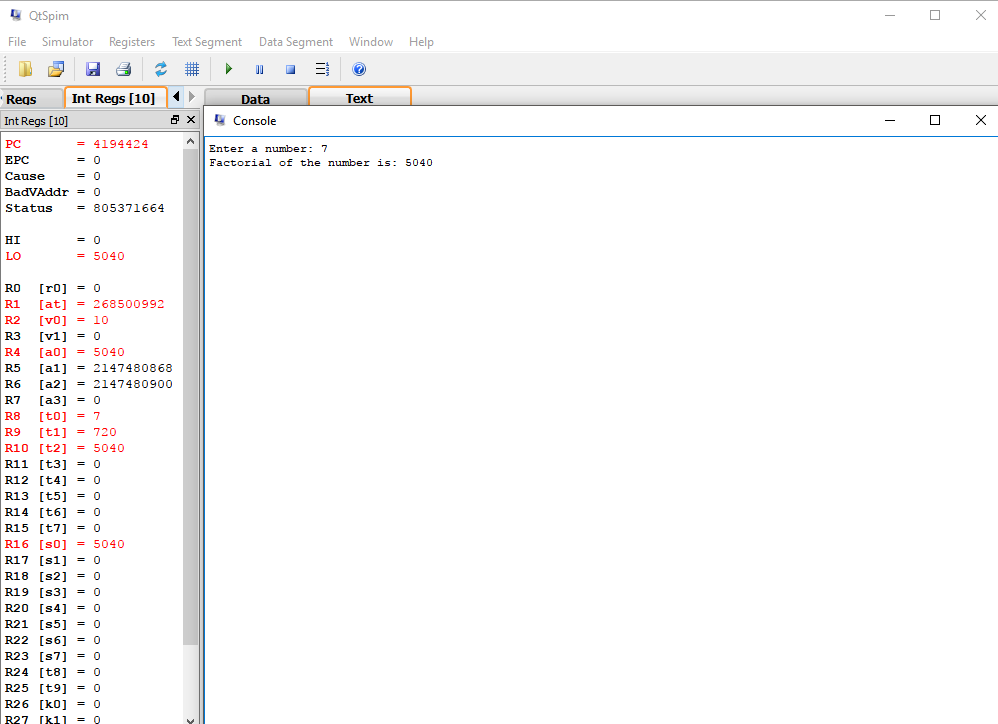 QtSpim
File Simulator Registers Text Segment Data Segment Window Help
Regs Int Regs [10] Data Text
Int Regs [10]
Console
Enter a number: 7
Factorial of the number is: 5040
PC = 4194424
EPC = 0
Cause = 0
BadVAddr = 0
Status = 805371664
HI = 0
LO = 5040
R0 [r0] = 0
R1 [at] = 268500992
R2 [v0] = 10
R3 [v1] = 0
R4 [a0] = 5040
R5 [a1] = 2147480868
R6 [a2] = 2147480900
R7 [a3] = 0
R8 [t0] = 7
R9 [t1] = 720
R10 [t2] = 5040
R11 [t3] = 0
R12 [t4] = 0
R13 [t5] = 0
R14 [t6] = 0
R15 [t7] = 0
R16 [s0] = 5040
R17 [s1] = 0
R18 [s2] = 0
R19 [s3] = 0
R20 [s4] = 0
R21 [s5] = 0
R22 [s6] = 0
R23 [s7] = 0
R24 [t8] = 0
R25 [t9] = 0
R26 [k0] = 0
R27 [k1] = 0